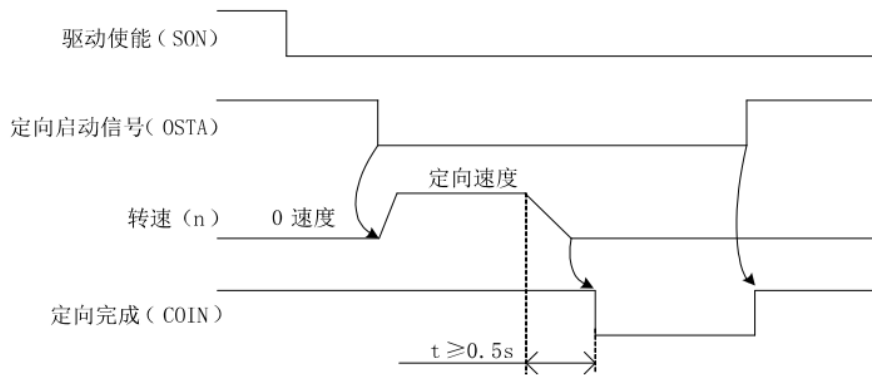 驱动使能（SON）
定向启动信号（OSTA）
定向速度
转速（n） 0 速度
定向完成（COIN）
t≥0.5s